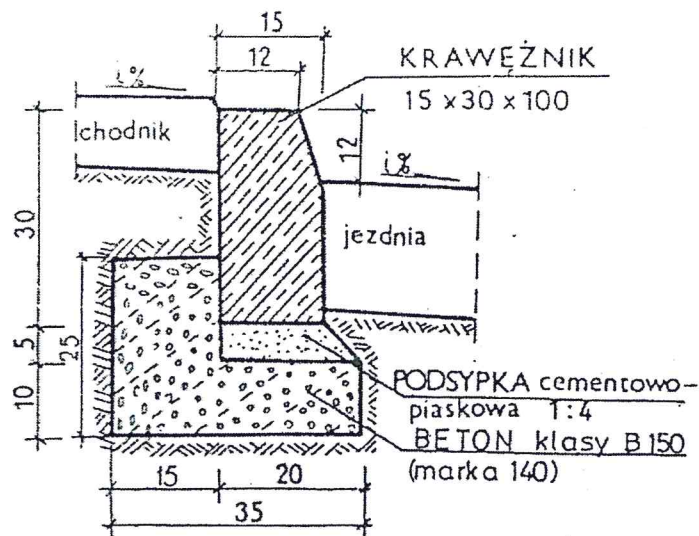 15
12
KRAWĘŻNIK
15 x 30 x 100
i%
chodnik
12
i%
30
jezdnia
25
5
10
PODSYPKA cementowo-
piaskowa 1:4
BETON klasy B 150
(marka 140)
15
20
35